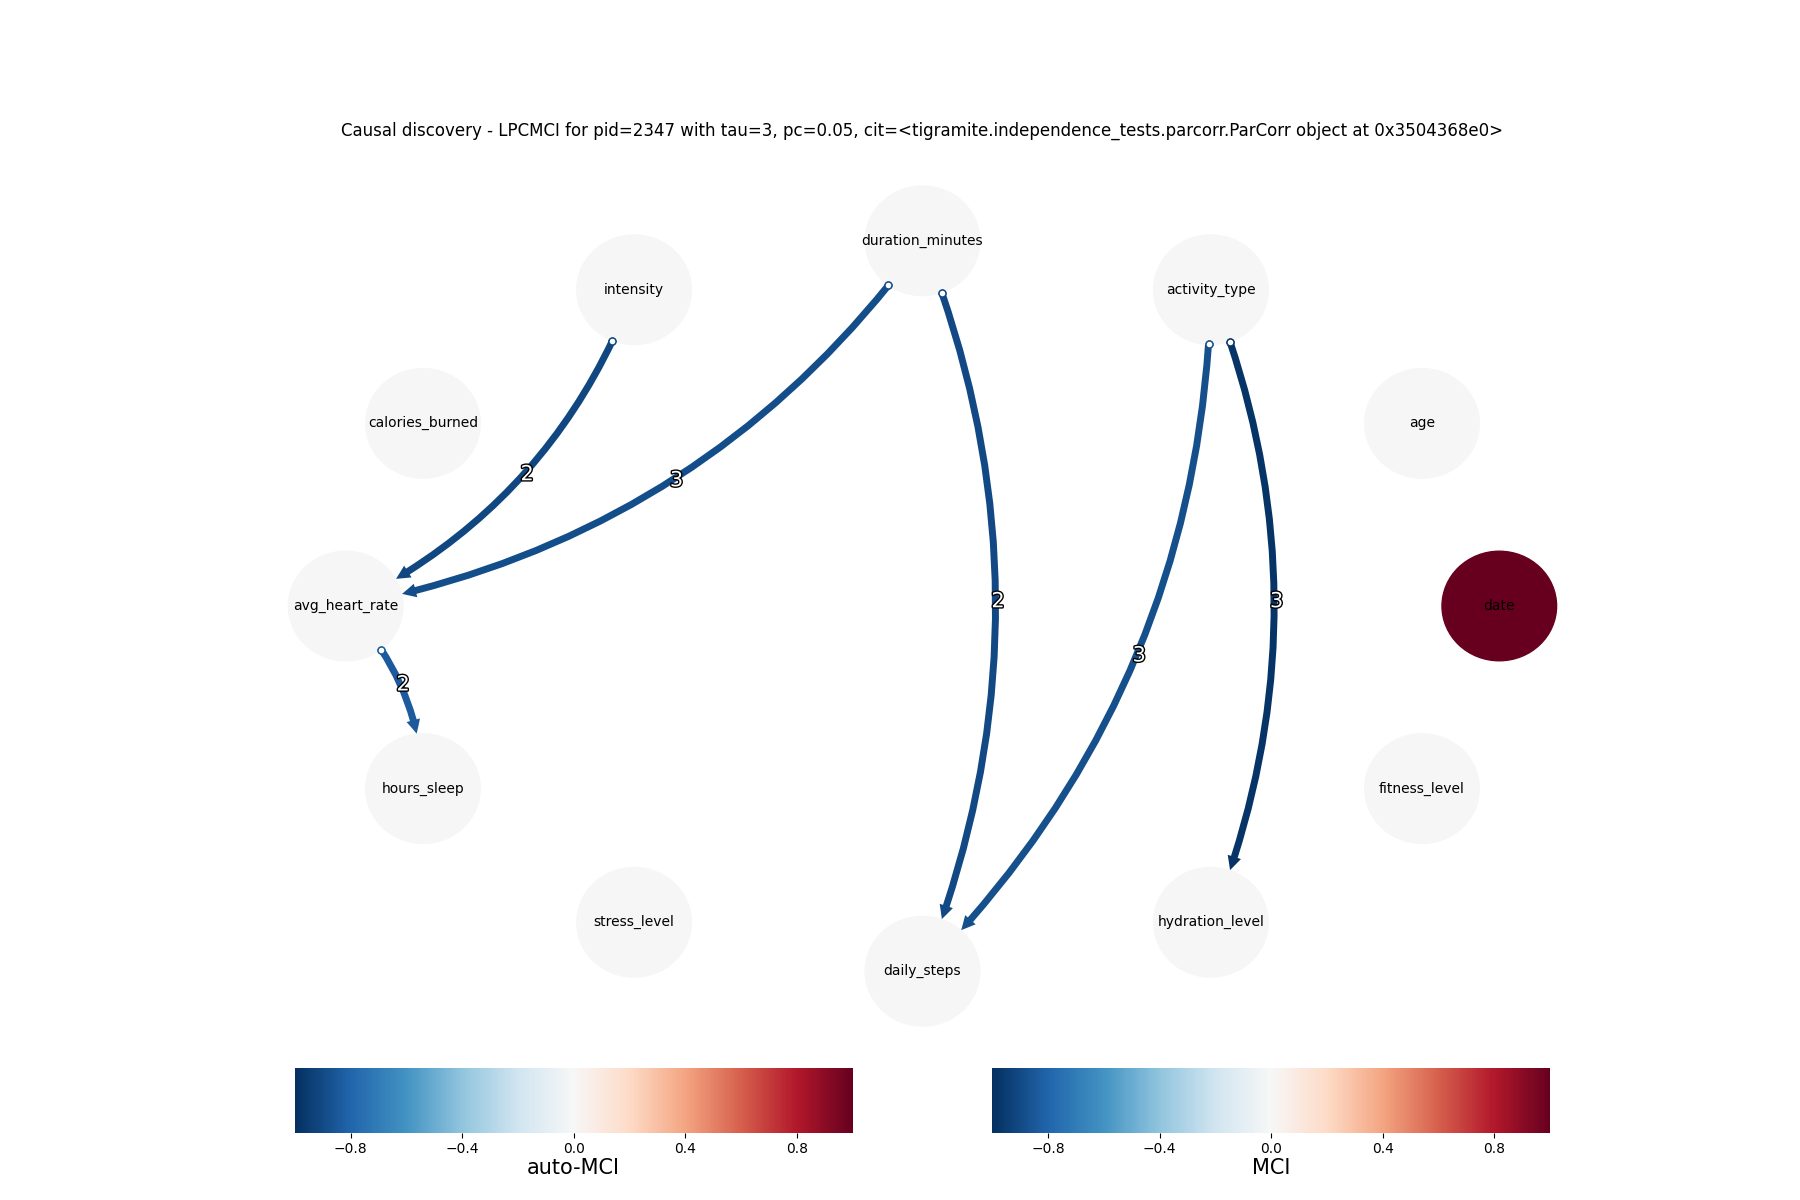 Causal discovery - LPCMCI for pid=2347 with tau=3, pc=0.05, cit=<tigramite.independence_tests.parcorr.ParCorr object at 0x3504368e0>
duration_minutes
intensity
activity_type
calories_burned
age
2
3
avg_heart_rate
2
3
date
3
2
hours_sleep
fitness_level
stress_level
hydration_level
daily_steps
−0.8 −0.4 0.0 0.4 0.8
auto-MCI
−0.8 −0.4 0.0 0.4 0.8
MCI